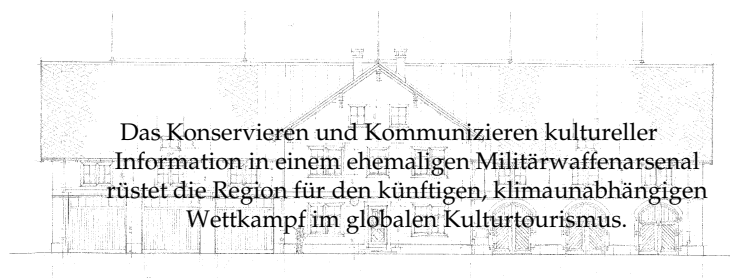 Das Konservieren und Kommunizieren kultureller
Information in einem ehemaligen Militärwaffenarsenal
rüstet die Region für den künftigen, klimaunabhängigen
Wettkampf im globalen Kulturtourismus.